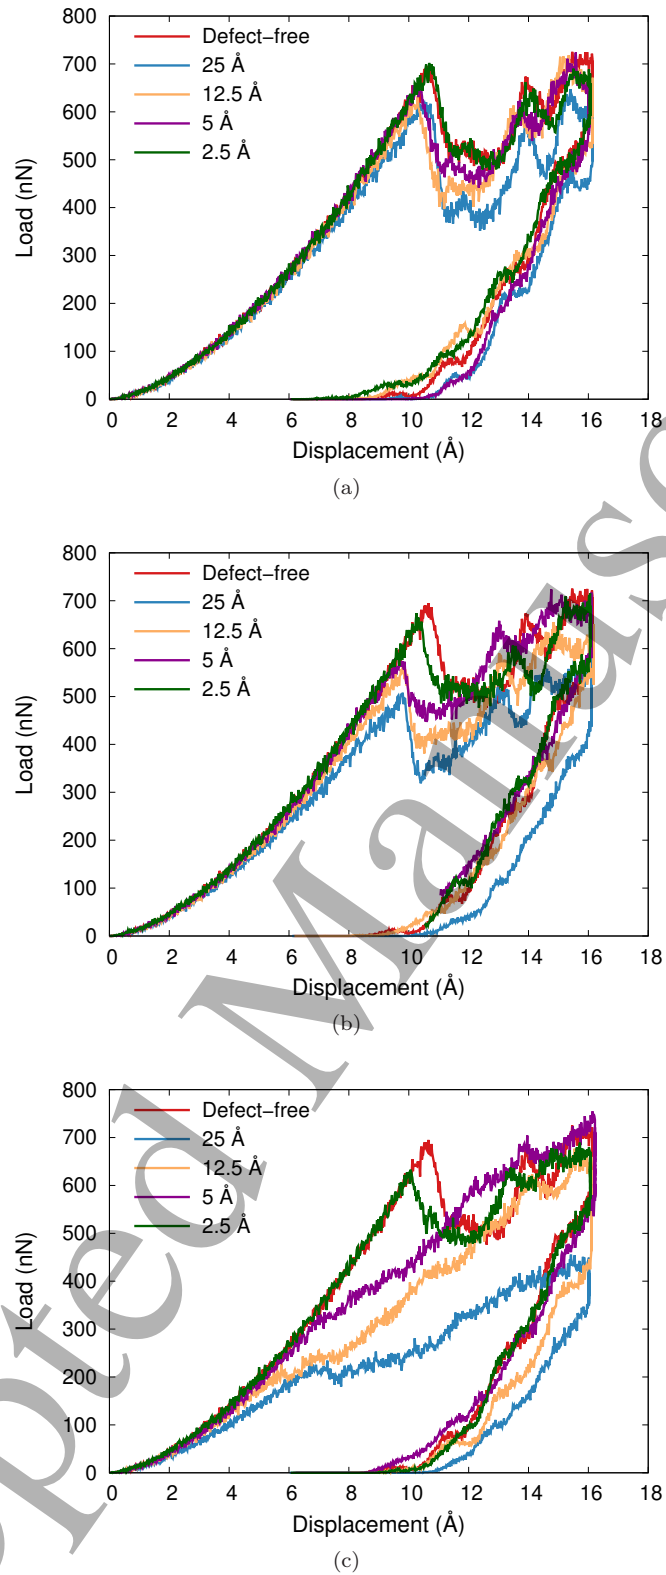 800
700
600
500
400
300
200
100
0
Load (nN)
Defect–free
25 Å
12.5 Å
5 Å
2.5 Å
0 2 4 6 8 10 12 14 16 18
Displacement (Å)
(a)
800
700
600
500
400
300
200
100
0
Load (nN)
Defect–free
25 Å
12.5 Å
5 Å
2.5 Å
0 2 4 6 8 10 12 14 16 18
Displacement (Å)
(b)
800
700
600
500
400
300
200
100
0
Load (nN)
Defect–free
25 Å
12.5 Å
5 Å
2.5 Å
0 2 4 6 8 10 12 14 16 18
Displacement (Å)
(c)